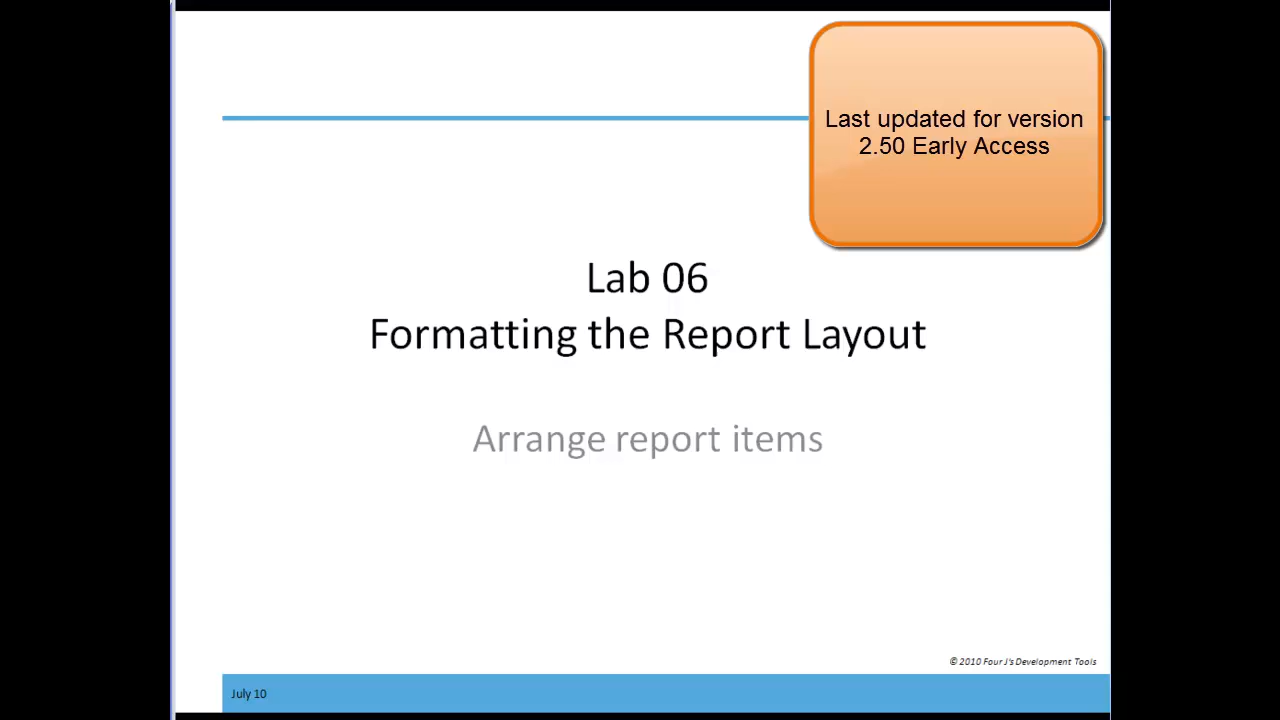 Last updated for version
2.50 Early Access
Lab 06
Formatting the Report Layout
Arrange report items
© 2010 Four J's Development Tools
July 10